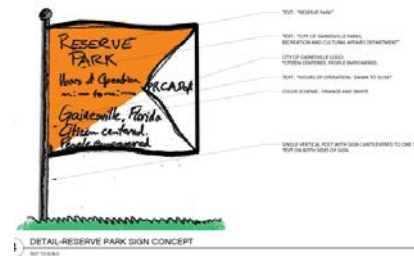 RESERVE
PARK
Hours of Operation
to
P.R.C.A. Dept
Gainesville, Florida
Citizen centered.
People empowered
TEXT: "RESERVE PARK"
TEXT: "CITY OF GAINESVILLE PARKS,
RECREATION AND CULTURAL AFFAIRS DEPARTMENT"
CITY OF GAINESVILLE LOGO
"CITIZEN CENTERED, PEOPLE EMPOWERED"
TEXT: "HOURS OF OPERATION: DAWN TO DUSK"
COLOR SCHEME: ORANGE AND WHITE
SINGLE VERTICAL POST WITH SIGN CANTILEVERED TO ONE
TEXT ON BOTH SIDES OF SIGN
DETAIL-RESERVE PARK SIGN CONCEPT
NOT TO SCALE